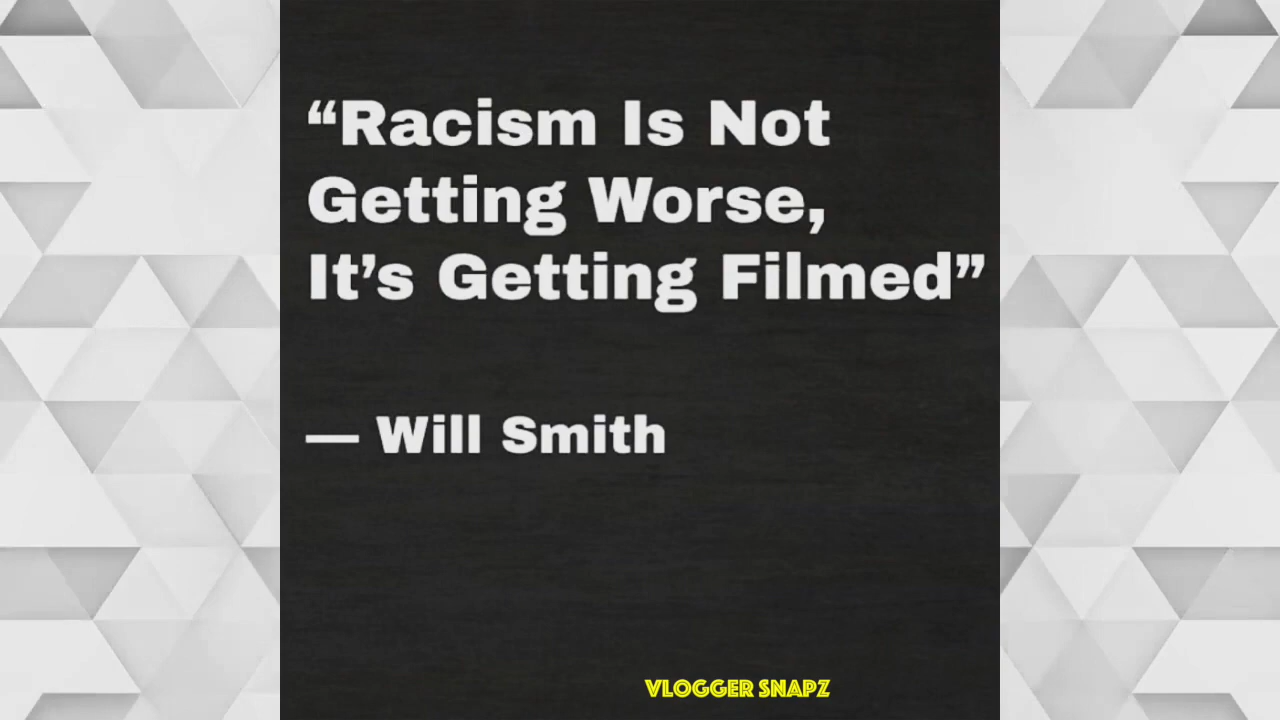 “Racism Is Not
Getting Worse,
It’s Getting Filmed”
— Will Smith
VLOGGER SNAPZ